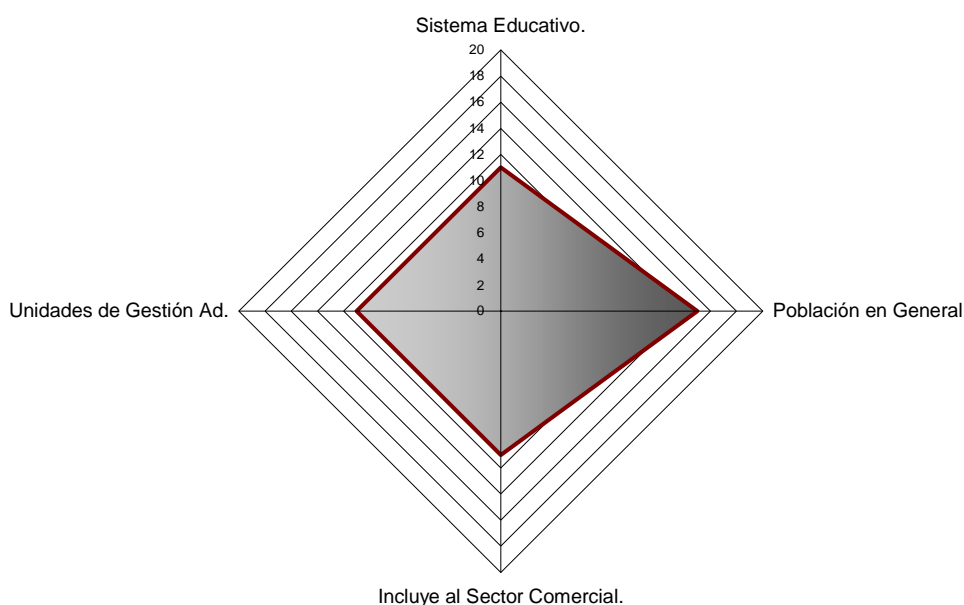 Sistema Educativo.
20
18
16
14
12
10
8
6
4
2
0
Unidades de Gestión Ad.
Población en General
Incluye al Sector Comercial.